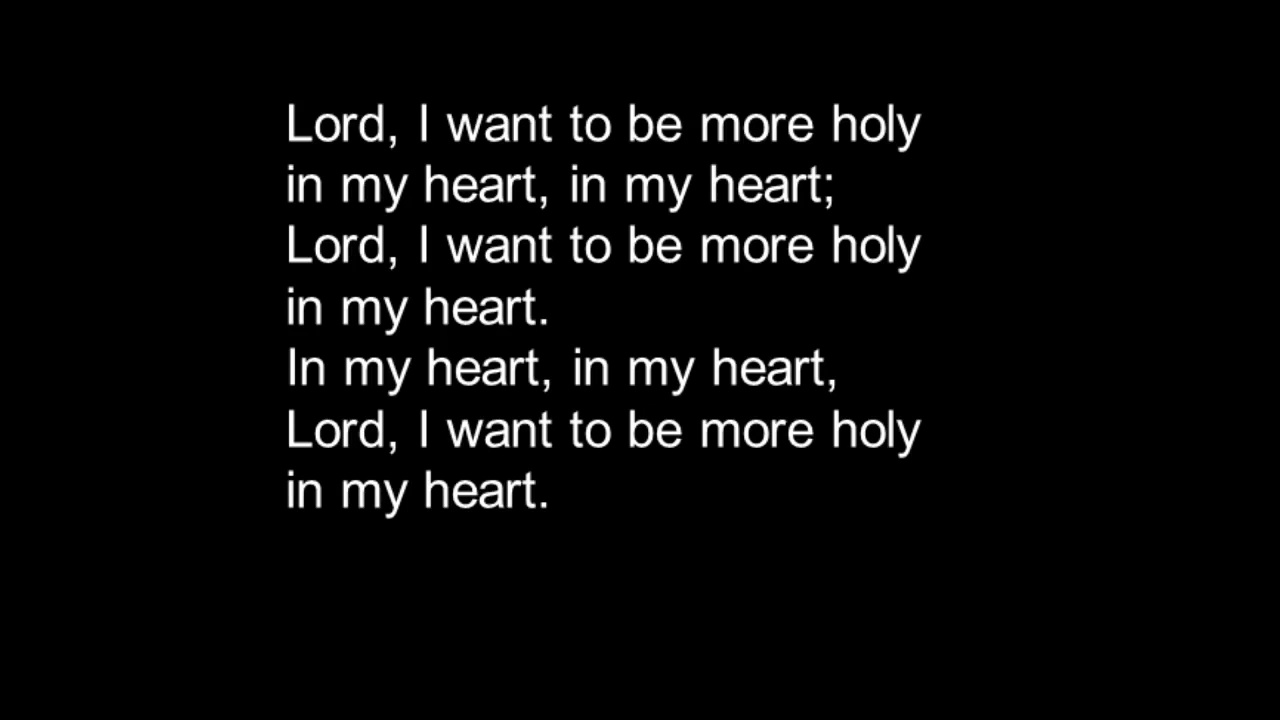 Lord, I want to be more holy
in my heart, in my heart;
Lord, I want to be more holy
in my heart.
In my heart, in my heart,
Lord, I want to be more holy
in my heart.